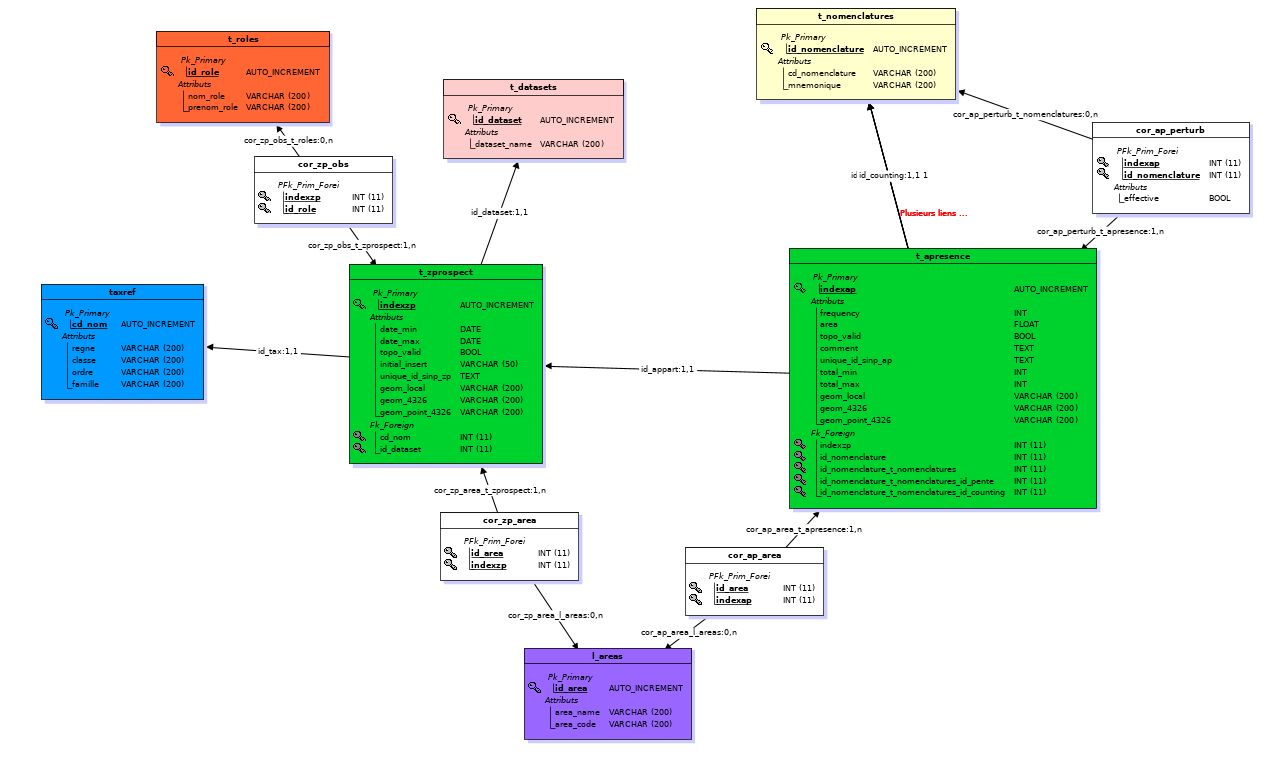 t_roles
Pk_Primary
id_role AUTO_INCREMENT
Attributs
nom_role VARCHAR (200)
prenom_role VARCHAR (200)
t_nomenclatures
Pk_Primary
id_nomenclature AUTO_INCREMENT
Attributs
cd_nomenclature VARCHAR (200)
mnemonique VARCHAR (200)
t_datasets
Pk_Primary
id_dataset AUTO_INCREMENT
Attributs
dataset_name VARCHAR (200)
cor_ap_perturb_t_nomenclatures:0,n
cor_ap_perturb
PFk_Prim_Forei
indexap INT (11)
id_nomenclature INT (11)
Attributs
effective BOOL
cor_zp_obs_t_roles:0,n
cor_zp_obs
PFk_Prim_Forei
indexzp INT (11)
id_role INT (11)
id_counting:1,1
id_dataset:1,1
Plusieurs liens ...
cor_ap_perturb_t_apresence:1,n
cor_zp_obs_t_zprospect:1,n
t_zprospect
Pk_Primary
indexzp AUTO_INCREMENT
Attributs
date_min DATE
date_max DATE
topo_valid BOOL
initial_insert VARCHAR (50)
unique_id_sinp_zp TEXT
geom_local VARCHAR (200)
geom_4326 VARCHAR (200)
geom_point_4326 VARCHAR (200)
Fk_Foreign
cd_nom INT (11)
id_dataset INT (11)
t_apresence
Pk_Primary
indexap AUTO_INCREMENT
Attributs
frequency INT
area FLOAT
topo_valid BOOL
comment TEXT
unique_id_sinp_ap TEXT
total_min INT
total_max INT
geom_local VARCHAR (200)
geom_4326 VARCHAR (200)
geom_point_4326 VARCHAR (200)
Fk_Foreign
indexzp INT (11)
id_nomenclature INT (11)
id_nomenclature_t_nomenclatures INT (11)
id_nomenclature_t_nomenclatures_id_pente INT (11)
id_nomenclature_t_nomenclatures_id_counting INT (11)
taxref
Pk_Primary
cd_nom AUTO_INCREMENT
Attributs
regne VARCHAR (200)
classe VARCHAR (200)
ordre VARCHAR (200)
famille VARCHAR (200)
id_tax:1,1
id_appart:1,1
cor_zp_area_t_zprospect:1,n
cor_zp_area
PFk_Prim_Forei
id_area INT (11)
indexzp INT (11)
cor_ap_area_t_apresence:1,n
cor_ap_area
PFk_Prim_Forei
id_area INT (11)
indexap INT (11)
cor_zp_area_l_areas:0,n
cor_ap_area_l_areas:0,n
l_areas
Pk_Primary
id_area AUTO_INCREMENT
Attributs
area_name VARCHAR (200)
area_code VARCHAR (200)